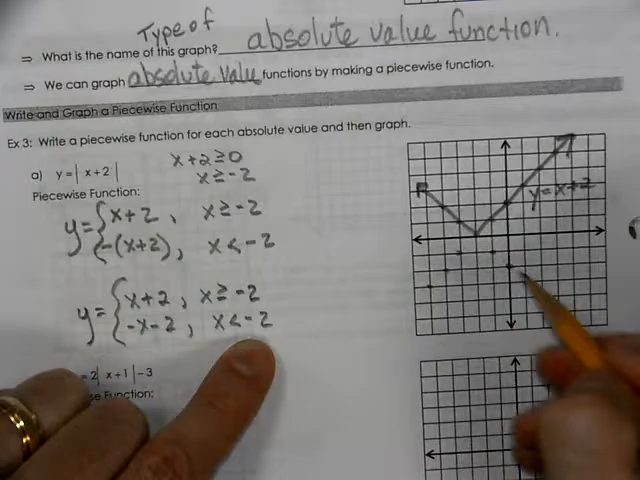 Type of
⇒ What is the name of this graph? absolute value function.
⇒ We can graph absolute value functions by making a piecewise function.
Write and Graph a Piecewise Function
Ex 3: Write a piecewise function for each absolute value and then graph.
a) y = | x + 2 |
x + 2 ≥ 0
x ≥ -2
Piecewise Function:
y = { x + 2 , x ≥ -2
-(x+2), x < -2
y = { x + 2 , x ≥ -2
-x - 2 , x < -2
y = x + 2
= 2| x + 1 | – 3
se Function: